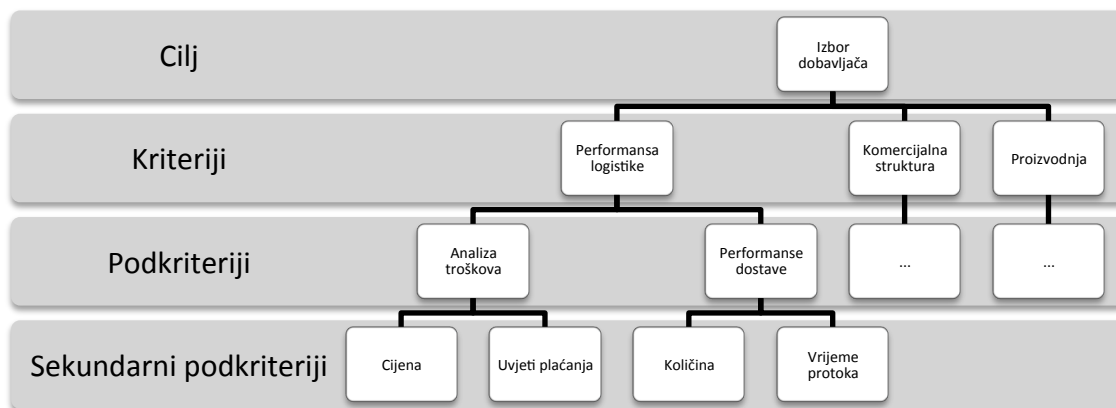 Cilj
Izbor
dobavljača
Kriteriji
Performansa
logistike
Komercijalna
struktura
Proizvodnja
Podkriteriji
Analiza
troškova
Performanse
dostave
...
...
Sekundarni podkriteriji
Cijena
Uvjeti plaćanja
Količina
Vrijeme
protoka